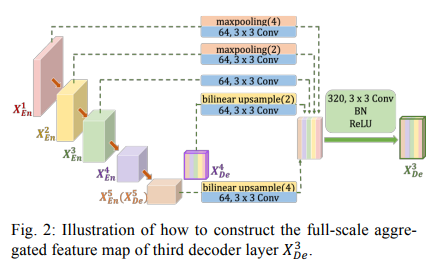 maxpooling(4)
64, 3 x 3 Conv
maxpooling(2)
64, 3 x 3 Conv
64, 3 x 3 Conv
bilinear upsample(2)
64, 3 x 3 Conv
320, 3 x 3 Conv
BN
ReLU
X^1_{En}
X^2_{En}
X^3_{En}
X^4_{En}
X^5_{En}(X^5_{De})
X^4_{De}
X^3_{De}
bilinear upsample(4)
64, 3 x 3 Conv
Fig. 2: Illustration of how to construct the full-scale aggre-
gated feature map of third decoder layer X^3_{De}.